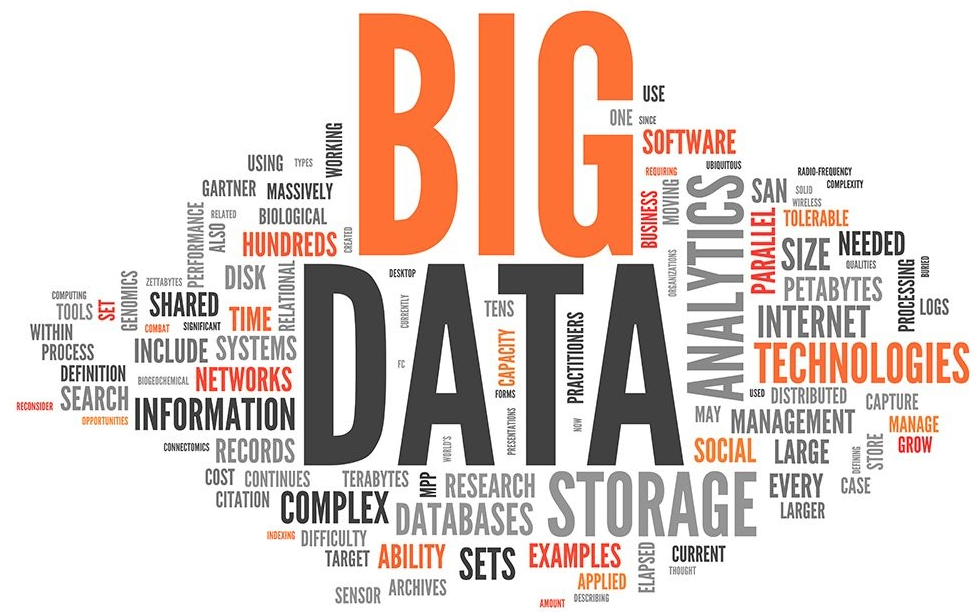 BIG
DATA
USE
ONE
SINCE
SOFTWARE
WORKING
USING
TYPES
REQUIRING
UBIQUITOUS
RADIO-FREQUENCY
COMPLEXITY
GARTNER
MASSIVELY
BUSINESS
MOVING
ANALYTICS
SAN
SOLID
WIRELESS
PERFORMANCE
ALSO
RELATED
BIOLOGICAL
PARALLEL
TOLERABLE
HUNDREDS
CREATED
SIZE
NEEDED
QUALITIES
ORGANIZATIONS
PROCESSING
BURIED
GENOMICS
ZETTABYTES
DISK
RELATIONAL
DESKTOP
PETABYTES
COMPUTING
TOOLS
SET
SHARED
CURRENTLY
TENS
LOGS
COMBAT
SIGNIFICANT
TIME
INTERNET
WITHIN
PROCESS
INCLUDE
SYSTEMS
CAPACITY
PRACTITIONERS
TECHNOLOGIES
DEFINITION
BIOGEOCHEMICAL
NETWORKS
FC
FORMS
USED
DISTRIBUTED
CAPTURE
RECONSIDER
SEARCH
OPPORTUNITIES
INFORMATION
PRESENTATIONS
NOW
MAY
MANAGEMENT
MANAGE
GROW
CONNECTOMICS
RECORDS
WORLD'S
SOCIAL
LARGE
DEFINING
STORE
COST
CONTINUES
TERABYTES
MPP
RESEARCH
STORAGE
EVERY
CASE
CITATION
COMPLEX
DATABASES
LARGER
INDEXING
DIFFICULTY
TARGET
ABILITY
SETS
EXAMPLES
ELAPSED
CURRENT
THOUGHT
SENSOR
ARCHIVES
APPLIED
AMOUNT
DESCRIBING